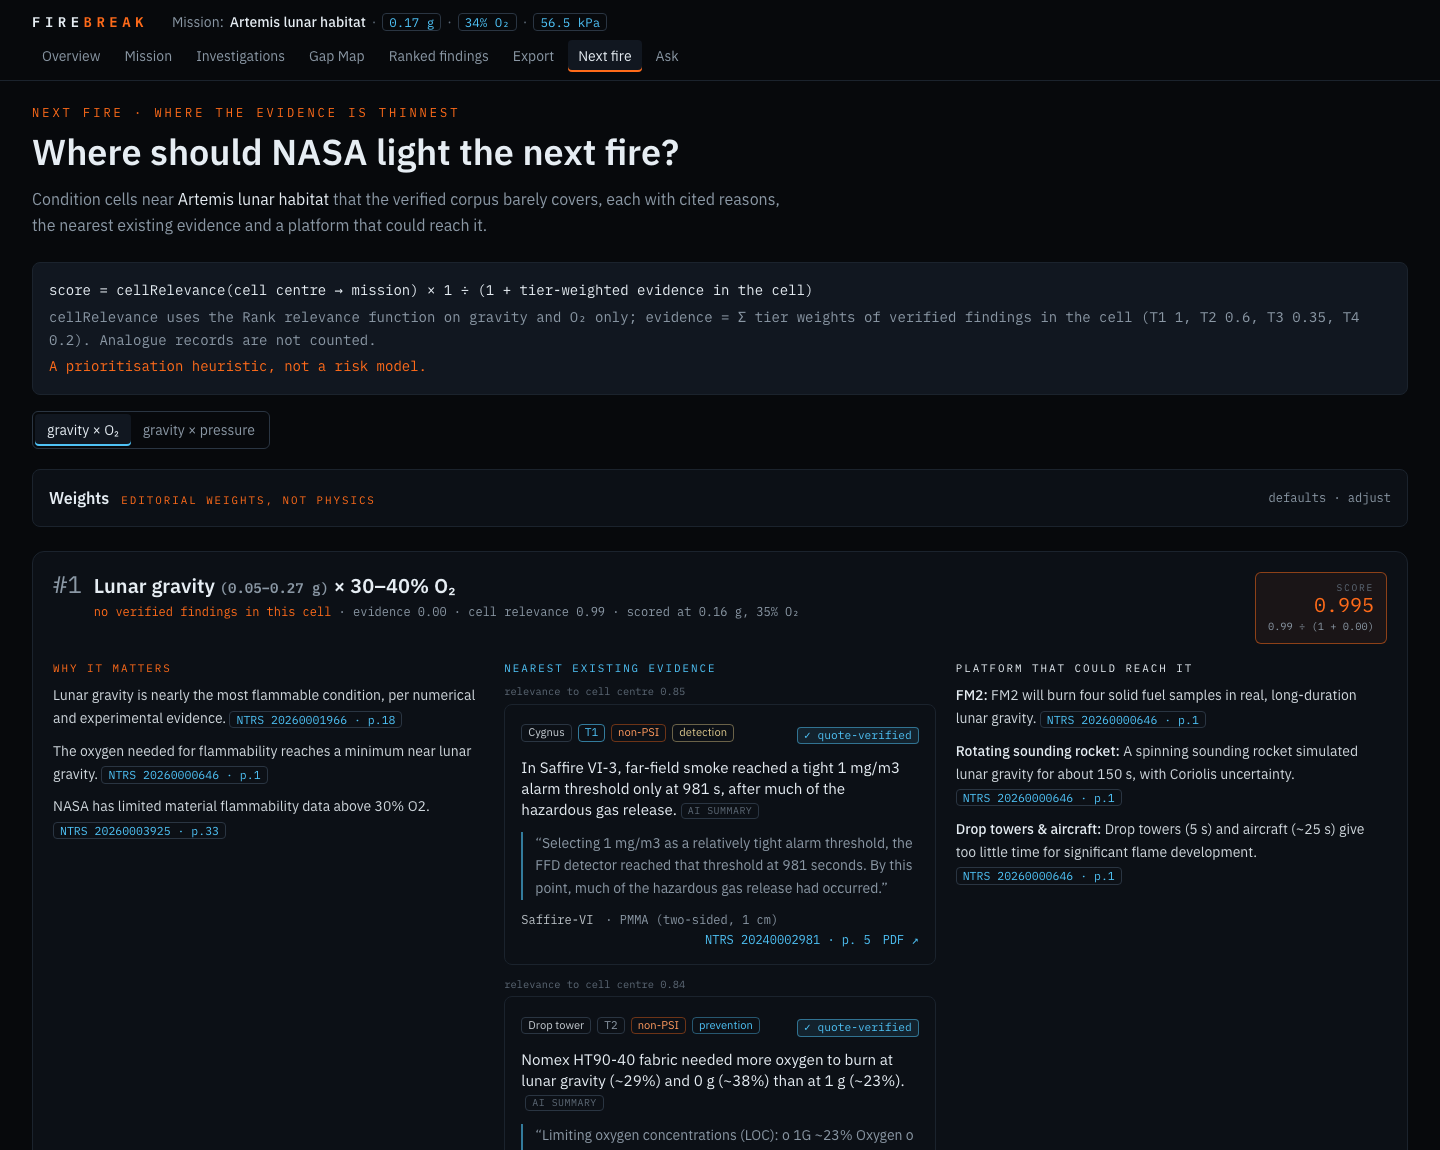 FIREBREAK Mission: Artemis lunar habitat · 0.17 g · 34% O₂ · 56.5 kPa
Overview Mission Investigations Gap Map Ranked findings Export Next fire Ask
NEXT FIRE · WHERE THE EVIDENCE IS THINNEST
Where should NASA light the next fire?
Condition cells near Artemis lunar habitat that the verified corpus barely covers, each with cited reasons,
the nearest existing evidence and a platform that could reach it.
score = cellRelevance(cell centre → mission) × 1 ÷ (1 + tier-weighted evidence in the cell)
cellRelevance uses the Rank relevance function on gravity and O₂ only; evidence = Σ tier weights of verified findings in the cell (T1 1, T2 0.6, T3 0.35, T4
0.2). Analogue records are not counted.
A prioritisation heuristic, not a risk model.
gravity × O₂ gravity × pressure
Weights EDITORIAL WEIGHTS, NOT PHYSICS defaults · adjust
#1 Lunar gravity (0.05–0.27 g) × 30–40% O₂
no verified findings in this cell · evidence 0.00 · cell relevance 0.99 · scored at 0.16 g, 35% O₂
SCORE
0.995
0.99 ÷ (1 + 0.00)
WHY IT MATTERS
Lunar gravity is nearly the most flammable condition, per numerical
and experimental evidence. NTRS 20260001966 · p.18
The oxygen needed for flammability reaches a minimum near lunar
gravity. NTRS 20260000646 · p.1
NASA has limited material flammability data above 30% O2.
NTRS 20260003925 · p.33
NEAREST EXISTING EVIDENCE
relevance to cell centre 0.85
Cygnus T1 non-PSI detection ✓ quote-verified
In Saffire VI-3, far-field smoke reached a tight 1 mg/m3
alarm threshold only at 981 s, after much of the
hazardous gas release. AI SUMMARY
“Selecting 1 mg/m3 as a relatively tight alarm threshold, the
FFD detector reached that threshold at 981 seconds. By this
point, much of the hazardous gas release had occurred.”
Saffire-VI · PMMA (two-sided, 1 cm)
NTRS 20240002981 · p. 5 PDF ↗
relevance to cell centre 0.84
Drop tower T2 non-PSI prevention ✓ quote-verified
Nomex HT90-40 fabric needed more oxygen to burn at
lunar gravity (~29%) and 0 g (~38%) than at 1 g (~23%).
AI SUMMARY
“Limiting oxygen concentrations (LOC): o 1G ~23% Oxygen o
PLATFORM THAT COULD REACH IT
FM2: FM2 will burn four solid fuel samples in real, long-duration
lunar gravity. NTRS 20260000646 · p.1
Rotating sounding rocket: A spinning sounding rocket simulated
lunar gravity for about 150 s, with Coriolis uncertainty.
NTRS 20260000646 · p.1
Drop towers & aircraft: Drop towers (5 s) and aircraft (~25 s) give
too little time for significant flame development.
NTRS 20260000646 · p.1